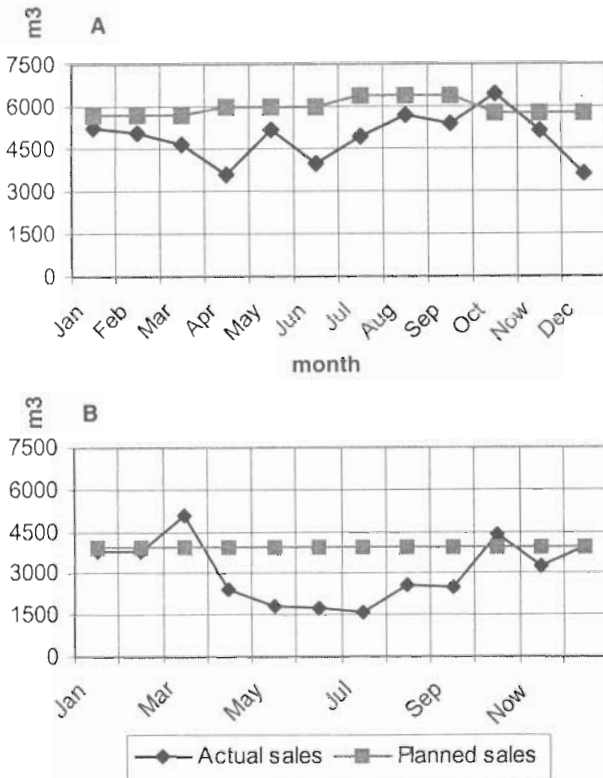 m3
A
7500
6000
4500
3000
1500
0
Jan Feb Mar Apr May Jun Jul Aug Sep Oct Now Dec
month
m3
B
7500
6000
4500
3000
1500
0
Jan Mar May Jul Sep Now
Actual sales Planned sales